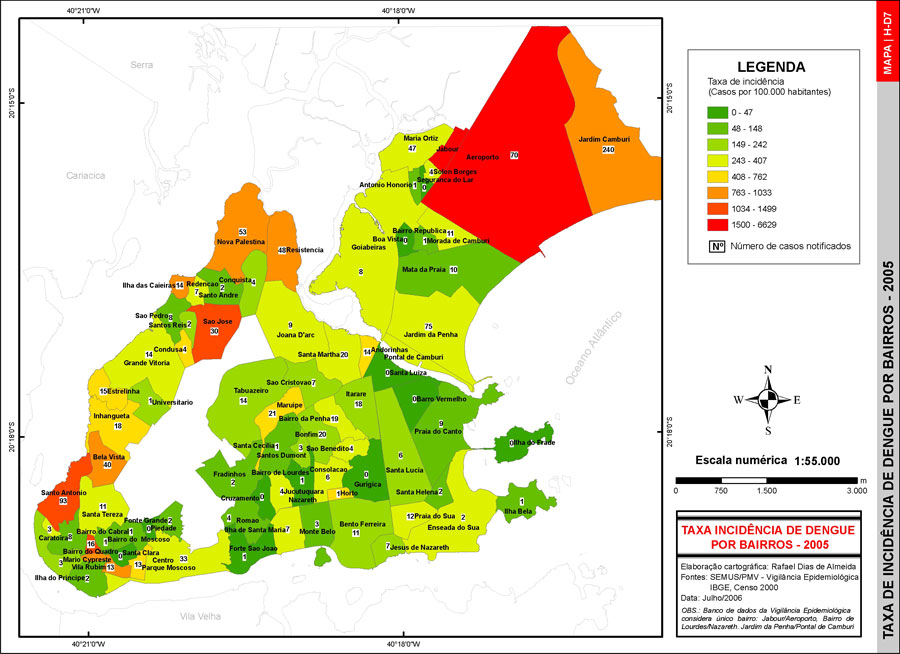 40°21'0"W
40°18'0"W
MAPA | H-D7
TAXA DE INCIDÊNCIA DE DENGUE POR BAIRROS - 2005
20°15'0"S
20°15'0"S
20°18'0"S
20°18'0"S
LEGENDA
Taxa de incidência
(Casos por 100.000 habitantes)
0 - 47
48 - 148
149 - 242
243 - 407
408 - 762
763 - 1033
1034 - 1499
1500 - 6629
Nº Número de casos notificados
Serra
Cariacica
Vila Velha
Oceano Atlântico
Maria Ortiz
47
Jabour
Aeroporto
70
Jardim Camburi
240
4 Solon Borges
Segurança do Lar
0
Antonio Honorio 1
Bairro Republica
11
Boa Vista 0
1 Morada de Camburi
Goiabeiras
8
Mata da Praia 10
53
Nova Palestina
48 Resistencia
Ilha das Caieiras 14
Redencao
7
Conquista 4
2
Santo Andre
Sao Pedro 8
Santos Reis 2
Sao Jose
30
9
Joana D'arc
75
Jardim da Penha
Condusa 4
14
Grande Vitoria
Santa Martha 20
14 Andorinhas
Pontal de Camburi
0 Santa Luiza
15 Estrelinha
1 Universitario
Inhangueta
18
Sao Cristovao 7
Tabuazeiro
14
Maruipe
21
Itarare
18
0 Barro Vermelho
Bairro da Penha 19
9
Praia do Canto
Bonfim 20
0 Ilha do Frade
Santa Cecilia 1
3 Sao Benedito 4
Santos Dumont
Bela Vista
40
6
Santa Lucia
Fradinhos
2
Bairro de Lourdes
1
Consolacao
6
0
Gurigica
Santo Antonio
93
Cruzamento 0
4 Jucutuquara
Nazareth
1 Horto
Santa Helena 2
1
Ilha Bela
11
Santa Tereza
Fonte Grande 2
0 Piedade
4
Romao
Ilha de Santa Maria 7
3
Monte Belo
Bento Ferreira
11
12 Praia do Sua
2
Enseada do Sua
3
Caratoira 8
Bairro do Cabral 1
1 Bairro do Moscoso
16
Bairro do Quadro
0 Santa Clara
3 Mario Cypreste
Vila Rubim 13
13
Parque Moscoso
Centro
33
Forte Sao Joao
1
7 Jesus de Nazareth
Ilha do Principe 2
N
W E
S
Escala numérica 1:55.000
0 750 1.500 3.000
m
TAXA INCIDÊNCIA DE DENGUE
POR BAIRROS - 2005
Elaboração cartográfica: Rafael Dias de Almeida
Fontes: SEMUS/PMV - Vigilância Epidemiológica
IBGE, Censo 2000
Data: Julho/2006
OBS.: Banco de dados da Vigilância Epidemiológica
considera único bairro: Jabour/Aeroporto, Bairro de
Lourdes/Nazareth. Jardim da Penha/Pontal de Camburi
40°21'0"W
40°18'0"W